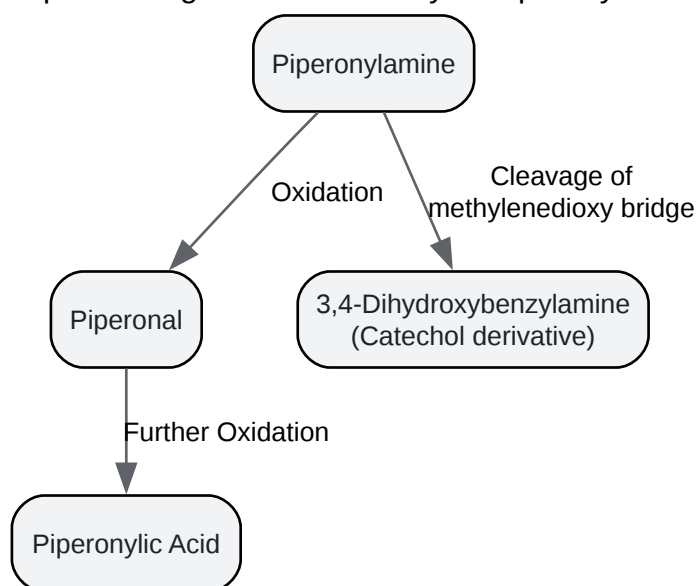 Piperonylamine
Oxidation
Cleavage of
methylenedioxy bridge
Piperonal
3,4-Dihydroxybenzylamine
(Catechol derivative)
Further Oxidation
Piperonylic Acid